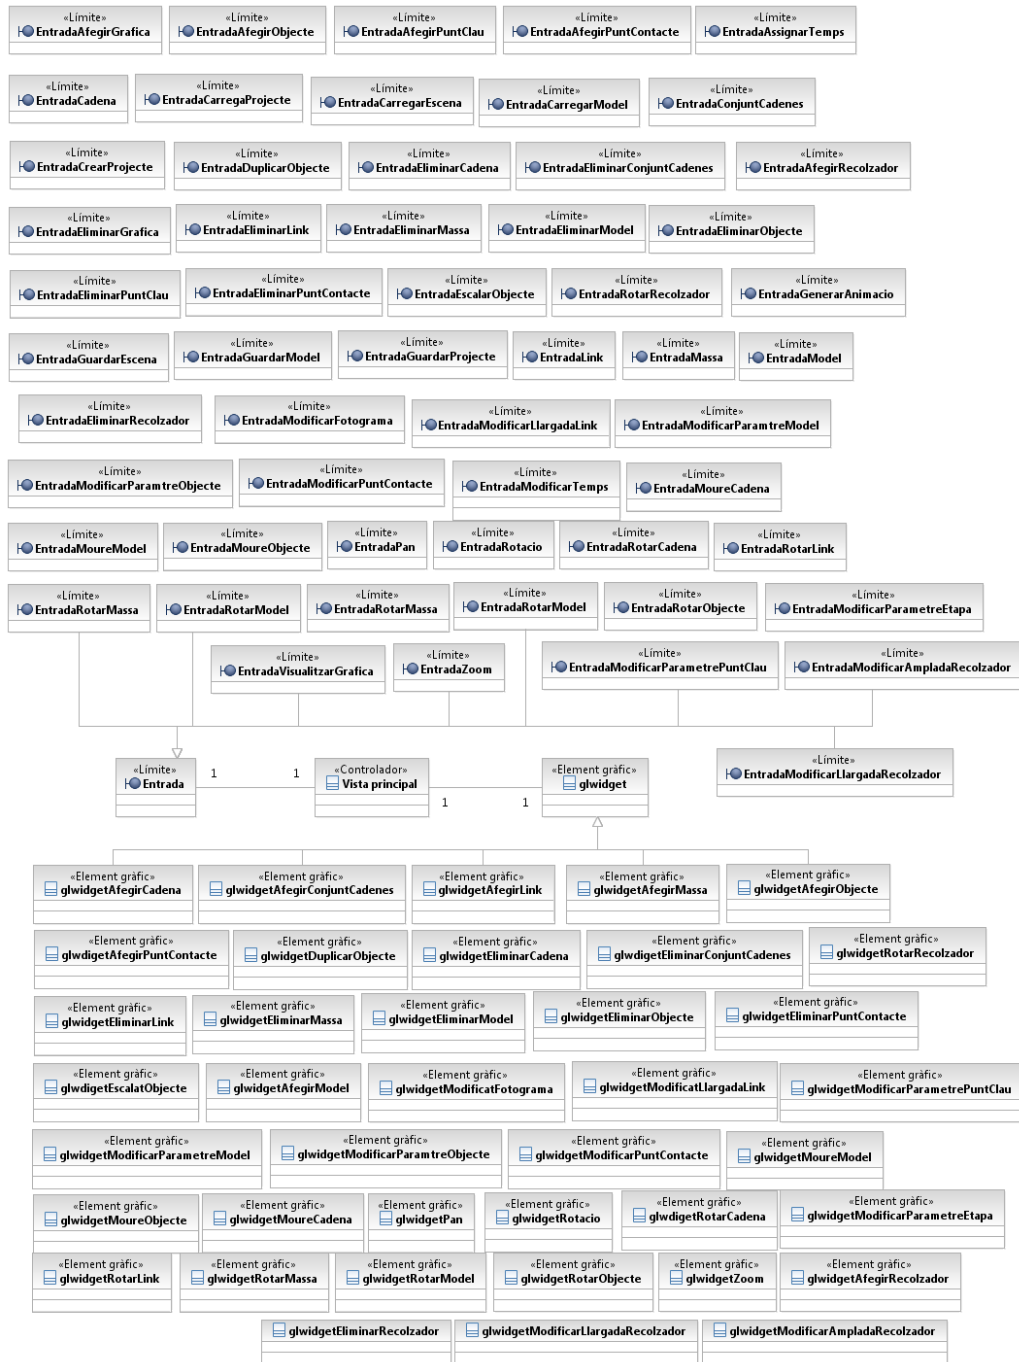 «Límite» «Límite» «Límite» «Límite» «Límite»
EntradaAfegirGrafica EntradaAfegirObjecte EntradaAfegirPuntClau EntradaAfegirPuntContacte EntradaAssignarTemps
«Límite» «Límite» «Límite» «Límite» «Límite»
EntradaCadena EntradaCarregaProjecte EntradaCarregarEscena EntradaCarregarModel EntradaConjuntCadenes
«Límite» «Límite» «Límite» «Límite» «Límite»
EntradaCrearProjecte EntradaDuplicarObjecte EntradaEliminarCadena EntradaEliminarConjuntCadenes EntradaAfegirRecolzador
«Límite» «Límite» «Límite» «Límite» «Límite»
EntradaEliminarGrafica EntradaEliminarLink EntradaEliminarMassa EntradaEliminarModel EntradaEliminarObjecte
«Límite» «Límite» «Límite» «Límite» «Límite»
EntradaEliminarPuntClau EntradaEliminarPuntContacte EntradaEscalarObjecte EntradaRotarRecolzador EntradaGenerarAnimacio
«Límite» «Límite» «Límite» «Límite» «Límite» «Límite»
EntradaGuardarEscena EntradaGuardarModel EntradaGuardarProjecte EntradaLink EntradaMassa EntradaModel
«Límite» «Límite» «Límite» «Límite»
EntradaEliminarRecolzador EntradaModificarFotograma EntradaModificarLlargadaLink EntradaModificarParamtreModel
«Límite» «Límite» «Límite» «Límite»
EntradaModificarParamtreObjecte EntradaModificarPuntContacte EntradaModificarTemps EntradaMoureCadena
«Límite» «Límite» «Límite» «Límite» «Límite» «Límite»
EntradaMoureModel EntradaMoureObjecte EntradaPan EntradaRotacio EntradaRotarCadena EntradaRotarLink
«Límite» «Límite» «Límite» «Límite» «Límite» «Límite»
EntradaRotarMassa EntradaRotarModel EntradaRotarMassa EntradaRotarModel EntradaRotarObjecte EntradaModificarParametreEtapa
«Límite» «Límite» «Límite» «Límite»
EntradaVisualitzarGrafica EntradaZoom EntradaModificarParametrePuntClau EntradaModificarAmpladaRecolzador
«Límite» «Controlador» «Element gràfic» «Límite»
Entrada 1 1 Vista principal 1 1 glwidget EntradaModificarLlargadaRecolzador
«Element gràfic» «Element gràfic» «Element gràfic» «Element gràfic» «Element gràfic»
glwidgetAfegirCadena glwidgetAfegirConjuntCadenes glwidgetAfegirLink glwidgetAfegirMassa glwidgetAfegirObjecte
«Element gràfic» «Element gràfic» «Element gràfic» «Element gràfic» «Element gràfic»
glwdigetAfegirPuntContacte glwidgetDuplicarObjecte glwidgetEliminarCadena glwdigetEliminarConjuntCadenes glwidgetRotarRecolzador
«Element gràfic» «Element gràfic» «Element gràfic» «Element gràfic» «Element gràfic»
glwidgetEliminarLink glwidgetEliminarMassa glwidgetEliminarModel glwidgetEliminarObjecte glwidgetEliminarPuntContacte
«Element gràfic» «Element gràfic» «Element gràfic» «Element gràfic» «Element gràfic»
glwdigetEscalatObjecte glwidgetAfegirModel glwidgetModificatFotograma glwidgetModificatLlargadaLink glwidgetModificarParametrePuntClau
«Element gràfic» «Element gràfic» «Element gràfic» «Element gràfic»
glwidgetModificarParametreModel glwidgetModificarParamtreObjecte glwidgetModificarPuntContacte glwidgetMoureModel
«Element gràfic» «Element gràfic» «Element gràfic» «Element gràfic» «Element gràfic» «Element gràfic»
glwidgetMoureObjecte glwidgetMoureCadena glwidgetPan glwidgetRotacio glwdigetRotarCadena glwidgetModificarParametreEtapa
«Element gràfic» «Element gràfic» «Element gràfic» «Element gràfic» «Element gràfic» «Element gràfic»
glwidgetRotarLink glwidgetRotarMassa glwidgetRotarModel glwidgetRotarObjecte glwidgetZoom glwidgetAfegirRecolzador
glwidgetEliminarRecolzador glwidgetModificarLlargadaRecolzador glwidgetModificarAmpladaRecolzador